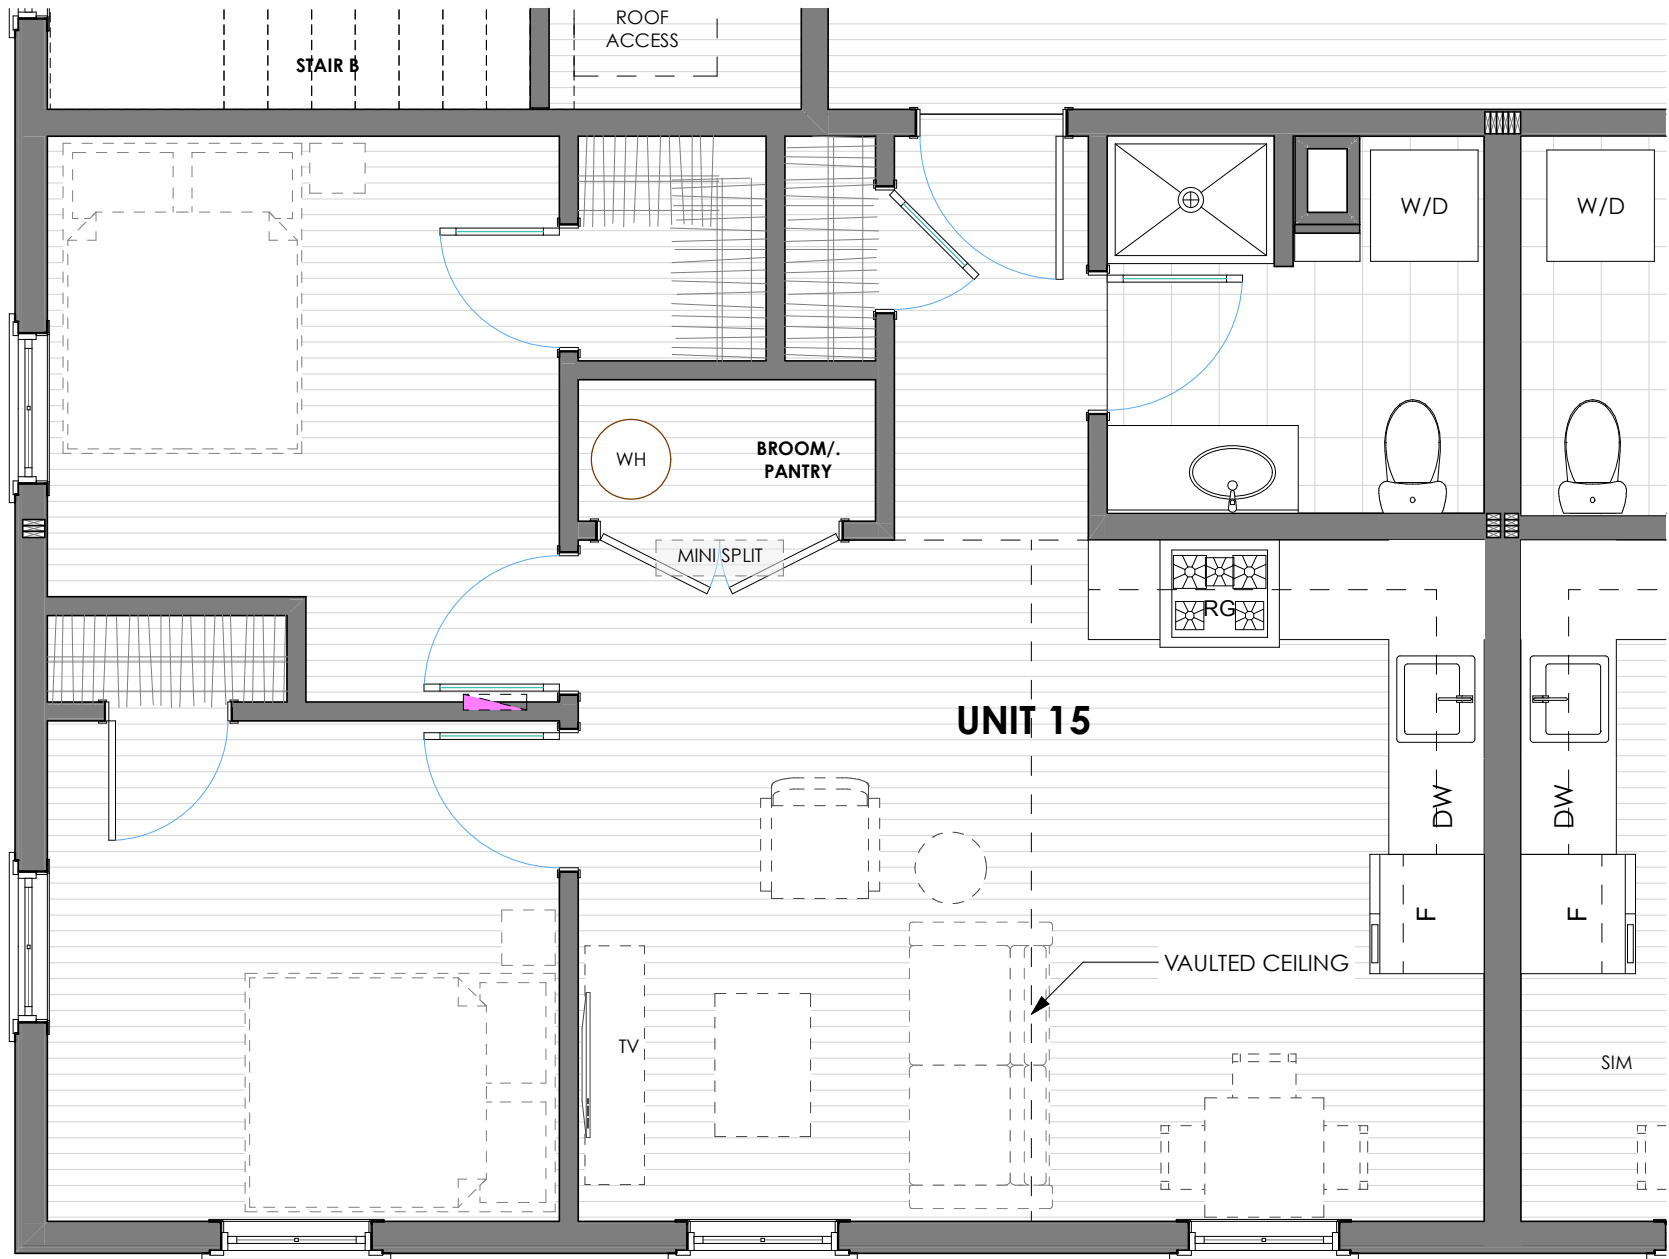 ROOF
ACCESS
STAIR B
W/D
W/D
WH
BROOM/.
PANTRY
MINI SPLIT
RG
UNIT 15
DW
DW
F
F
VAULTED CEILING
TV
SIM